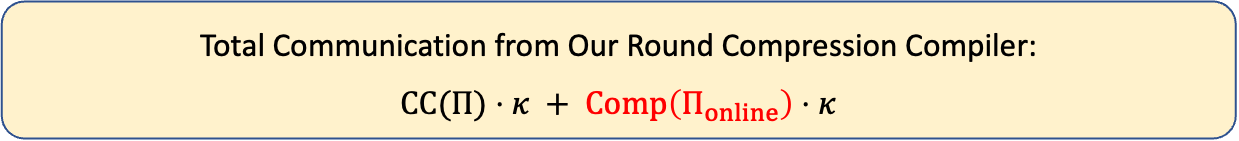 Total Communication from Our Round Compression Compiler:
CC(Π) · κ + Comp(Π_online) · κ